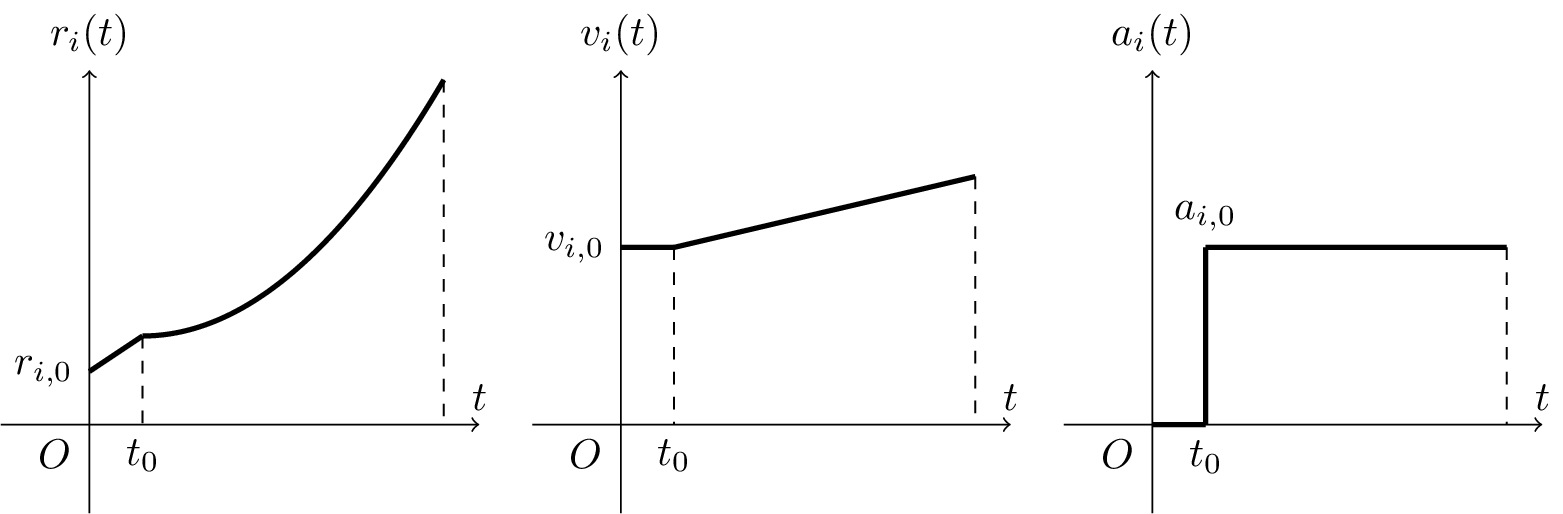 r_i(t)
r_{i,0}
t
O
t_0
v_i(t)
v_{i,0}
t
O
t_0
a_i(t)
a_{i,0}
t
O
t_0